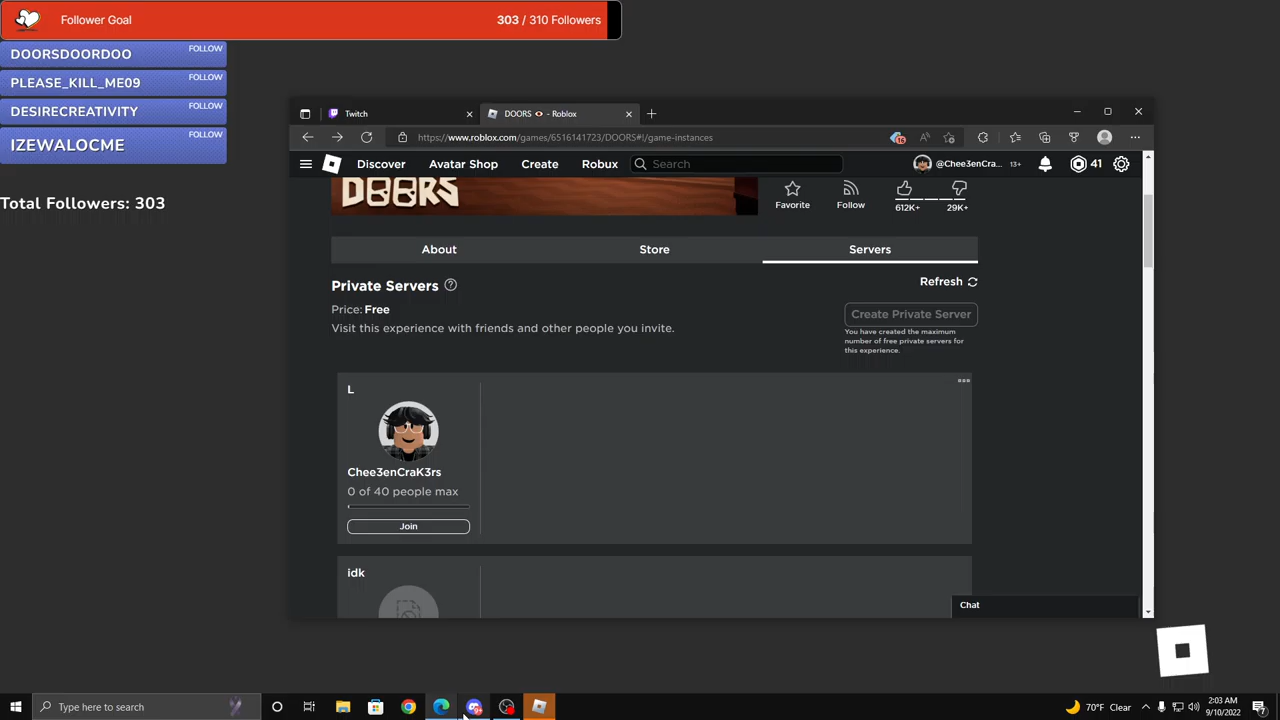 Follower Goal
303 / 310 Followers
DOORSDOORDOO FOLLOW
PLEASE_KILL_ME09 FOLLOW
DESIRECREATIVITY FOLLOW
IZEWALOCME FOLLOW
Total Followers: 303
Twitch
DOORS 👁 - Roblox
https://www.roblox.com/games/6516141723/DOORS#!/game-instances
Discover Avatar Shop Create Robux Search @Chee3enCra... 13+ 41
DOORS
Favorite Follow 612K+ 29K+
About Store Servers
Private Servers
Refresh
Price: Free
Visit this experience with friends and other people you invite.
Create Private Server
You have created the maximum
number of free private servers for
this experience.
L
Chee3enCraK3rs
0 of 40 people max
Join
idk
Chat
Type here to search
70°F Clear
2:03 AM
9/10/2022
7